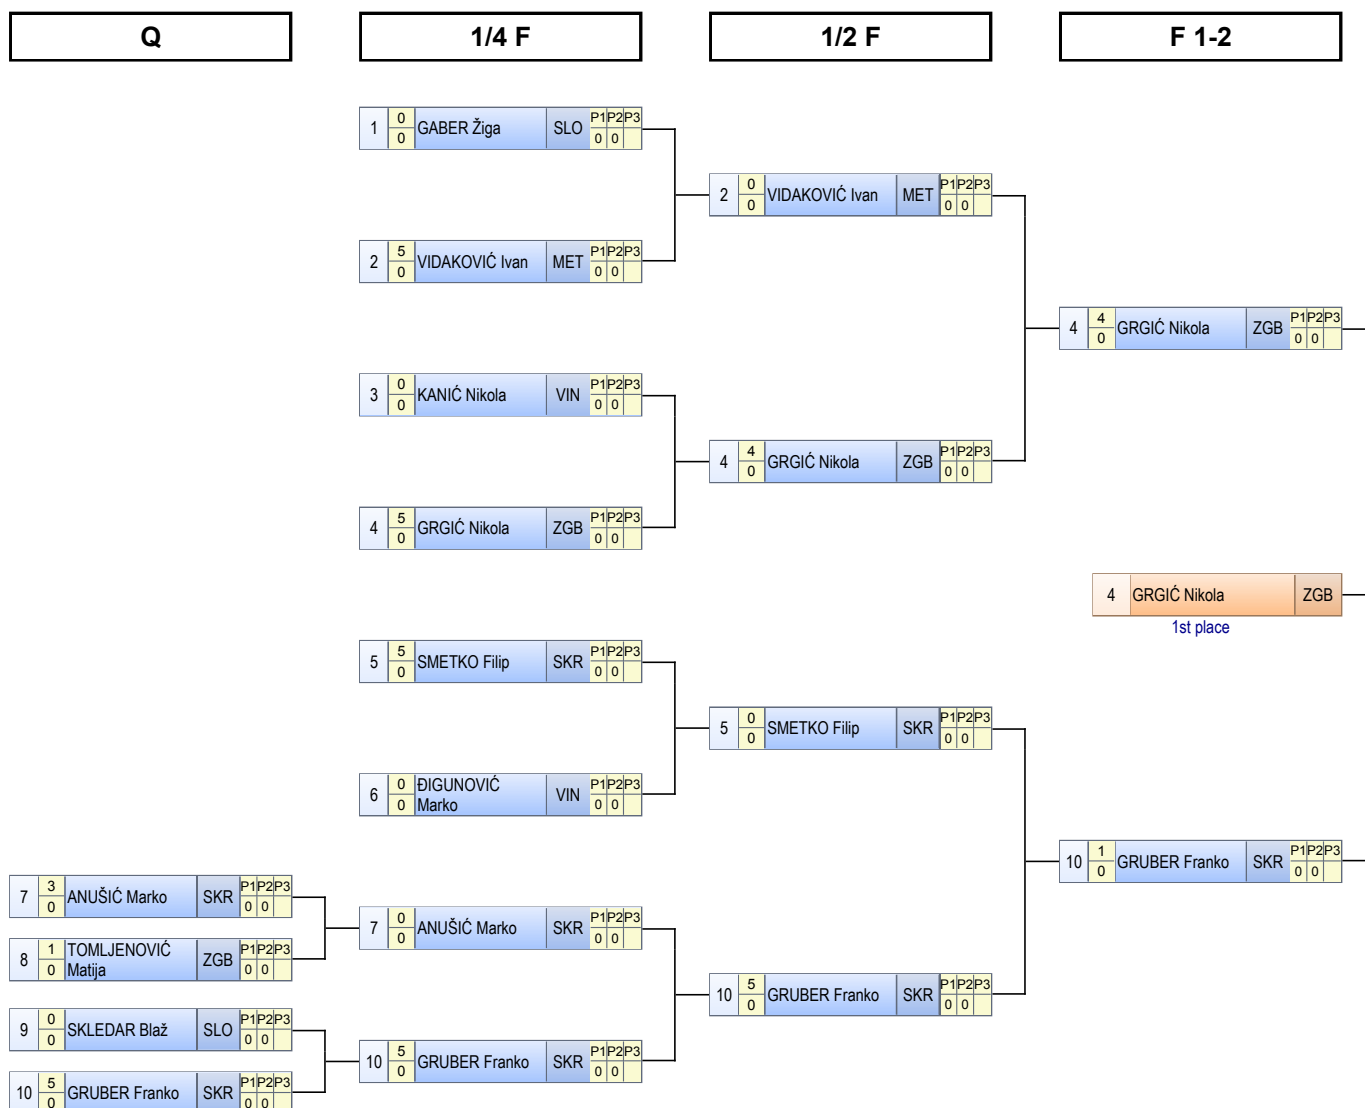 Q
1/4 F
1/2 F
F 1-2
1 0 GABER Žiga SLO P1 P2 P3
0 0 0
2 0 VIDAKOVIĆ Ivan MET P1 P2 P3
0 0 0
2 5 VIDAKOVIĆ Ivan MET P1 P2 P3
0 0 0
4 4 GRGIĆ Nikola ZGB P1 P2 P3
0 0 0
3 0 KANIĆ Nikola VIN P1 P2 P3
0 0 0
4 4 GRGIĆ Nikola ZGB P1 P2 P3
0 0 0
4 5 GRGIĆ Nikola ZGB P1 P2 P3
0 0 0
4 GRGIĆ Nikola ZGB
1st place
5 5 SMETKO Filip SKR P1 P2 P3
0 0 0
5 0 SMETKO Filip SKR P1 P2 P3
0 0 0
6 0 ĐIGUNOVIĆ VIN P1 P2 P3
0 Marko 0 0
10 1 GRUBER Franko SKR P1 P2 P3
0 0 0
7 3 ANUŠIĆ Marko SKR P1 P2 P3
0 0 0
7 0 ANUŠIĆ Marko SKR P1 P2 P3
0 0 0
8 1 TOMLJENOVIĆ ZGB P1 P2 P3
0 Matija 0 0
10 5 GRUBER Franko SKR P1 P2 P3
0 0 0
9 0 SKLEDAR Blaž SLO P1 P2 P3
0 0 0
10 5 GRUBER Franko SKR P1 P2 P3
0 0 0
10 5 GRUBER Franko SKR P1 P2 P3
0 0 0